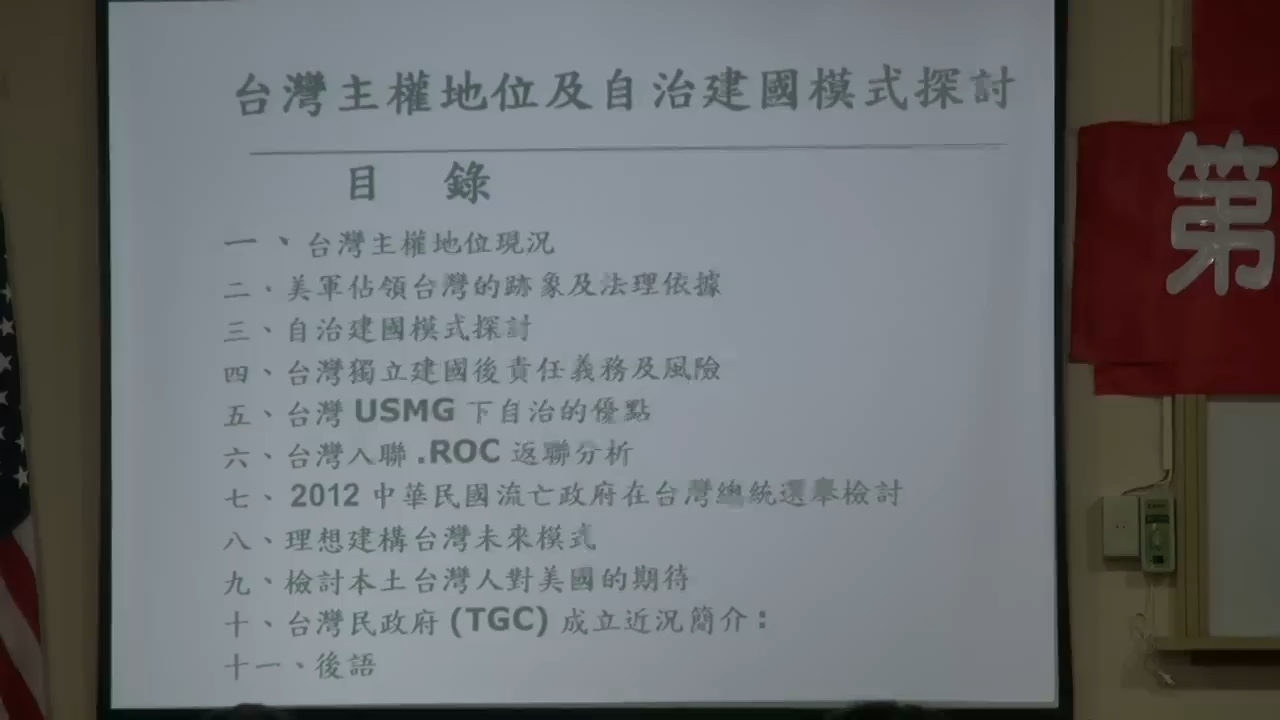 台灣主權地位及自治建國模式探討
目 錄
一、台灣主權地位現況
二、美軍佔領台灣的跡象及法理依據
三、自治建國模式探討
四、台灣獨立建國後責任義務及風險
五、台灣 USMG 下自治的優點
六、台灣入聯 .ROC 返聯分析
七、 2012 中華民國流亡政府在台灣總統選舉檢討
八、理想建構台灣未來模式
九、檢討本土台灣人對美國的期待
十、台灣民政府 (TGC) 成立近況簡介：
十一、後語
第